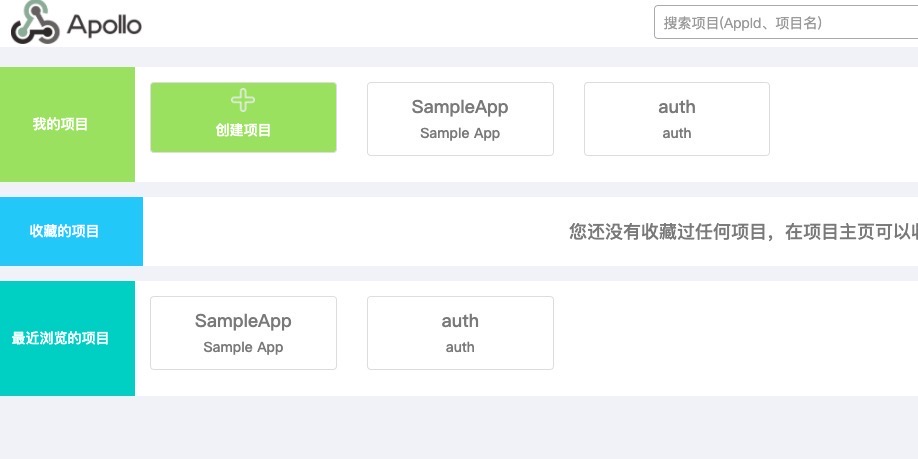 Apollo
搜索项目(AppId、项目名)
我的项目
创建项目
SampleApp
Sample App
auth
auth
收藏的项目
您还没有收藏过任何项目，在项目主页可以
最近浏览的项目
SampleApp
Sample App
auth
auth